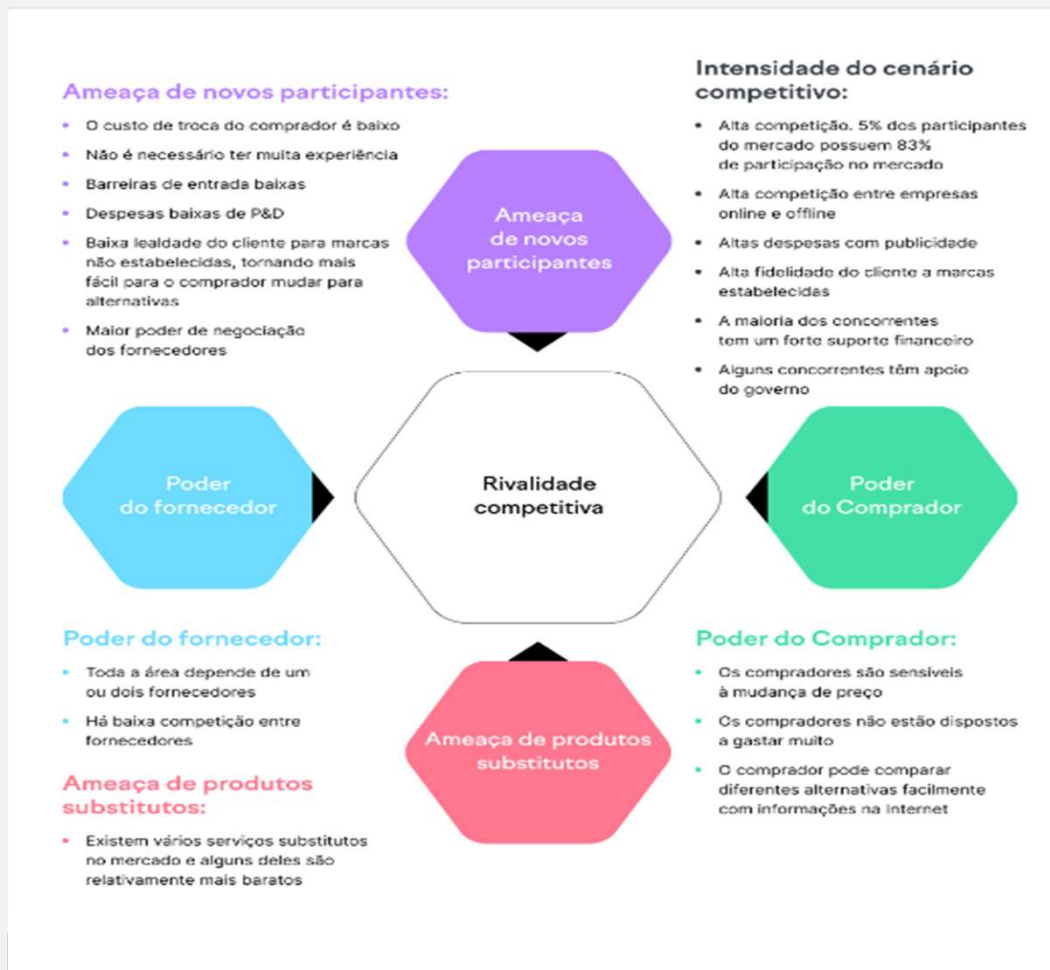 Ameaça de novos participantes:
• O custo de troca do comprador é baixo
• Não é necessário ter muita experiência
• Barreiras de entrada baixas
• Despesas baixas de P&D
• Baixa lealdade do cliente para marcas
não estabelecidas, tornando mais
fácil para o comprador mudar para
alternativas
• Maior poder de negociação
dos fornecedores
Intensidade do cenário
competitivo:
• Alta competição. 5% dos participantes
do mercado possuem 83%
de participação no mercado
• Alta competição entre empresas
online e offline
• Altas despesas com publicidade
• Alta fidelidade do cliente a marcas
estabelecidas
• A maioria dos concorrentes
tem um forte suporte financeiro
• Alguns concorrentes têm apoio
do governo
Ameaça
de novos
participantes
Poder
do fornecedor
Rivalidade
competitiva
Poder
do Comprador
Poder do fornecedor:
• Toda a área depende de um
ou dois fornecedores
• Há baixa competição entre
fornecedores
Ameaça de produtos
substitutos:
• Existem vários serviços substitutos
no mercado e alguns deles são
relativamente mais baratos
Ameaça de produtos
substitutos
Poder do Comprador:
• Os compradores são sensíveis
à mudança de preço
• Os compradores não estão dispostos
a gastar muito
• O comprador pode comparar
diferentes alternativas facilmente
com informações na Internet